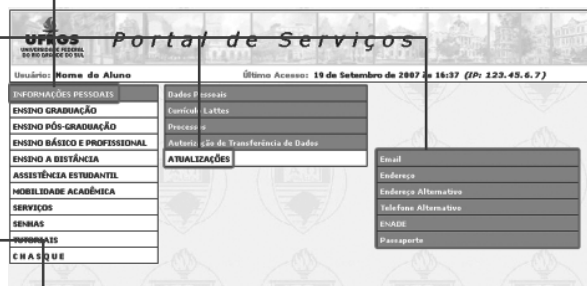 UFRGS
UNIVERSIDADE FEDERAL
DO RIO GRANDE DO SUL
Portal de Serviços
Usuário: Nome do Aluno
Último Acesso: 19 de Setembro de 2007 às 16:37 (IP: 123.45.6.7)
INFORMAÇÕES PESSOAIS
ENSINO GRADUAÇÃO
ENSINO PÓS-GRADUAÇÃO
ENSINO BÁSICO E PROFISSIONAL
ENSINO A DISTÂNCIA
ASSISTÊNCIA ESTUDANTIL
MOBILIDADE ACADÊMICA
SERVIÇOS
SENHAS
TUTORIAIS
CHASQUE
Dados Pessoais
Currículo Lattes
Processos
Autorização de Transferência de Dados
ATUALIZAÇÕES
Email
Endereço
Endereço Alternativo
Telefone Alternativo
ENADE
Passaporte